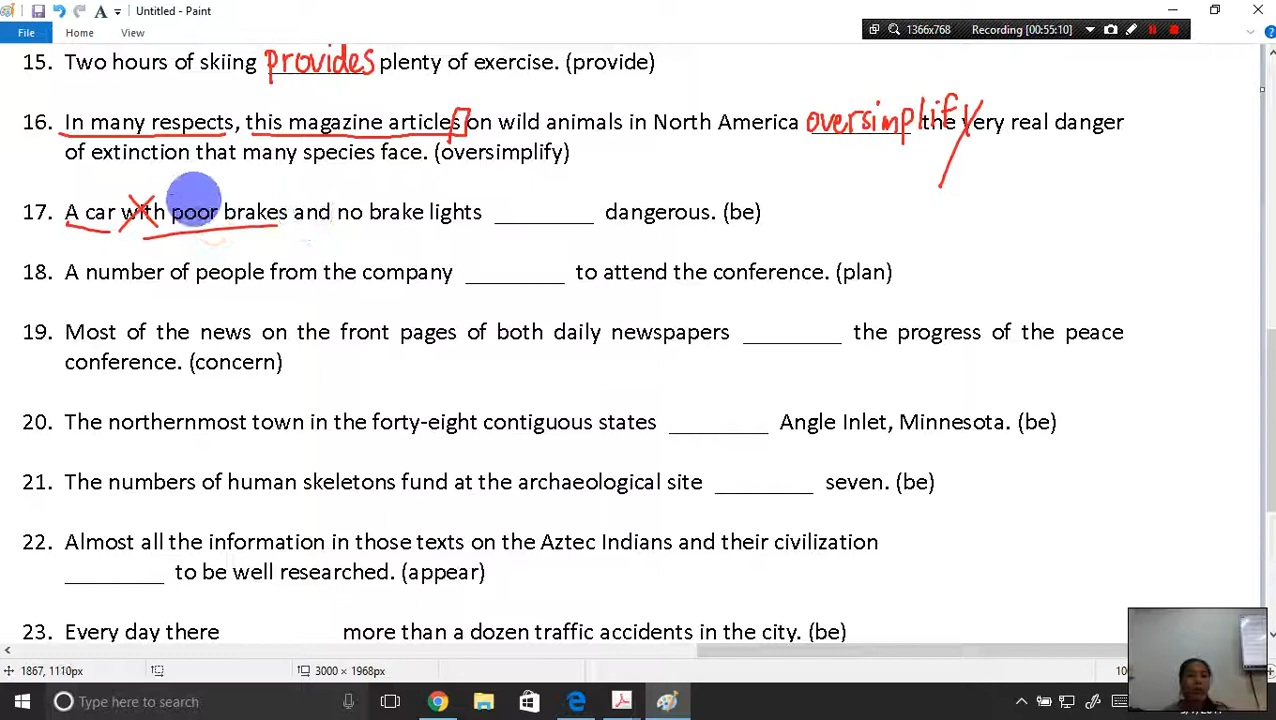 Untitled - Paint
File Home View
1366x768 Recording [00:55:10]
15. Two hours of skiing provides plenty of exercise. (provide)
16. In many respects, this magazine articles on wild animals in North America oversimplify the very real danger
of extinction that many species face. (oversimplify)
17. A car with poor brakes and no brake lights ________ dangerous. (be)
18. A number of people from the company ________ to attend the conference. (plan)
19. Most of the news on the front pages of both daily newspapers ________ the progress of the peace
conference. (concern)
20. The northernmost town in the forty-eight contiguous states ________ Angle Inlet, Minnesota. (be)
21. The numbers of human skeletons fund at the archaeological site ________ seven. (be)
22. Almost all the information in those texts on the Aztec Indians and their civilization
________ to be well researched. (appear)
23. Every day there more than a dozen traffic accidents in the city. (be)
1867, 1110px 3000 × 1968px
Type here to search